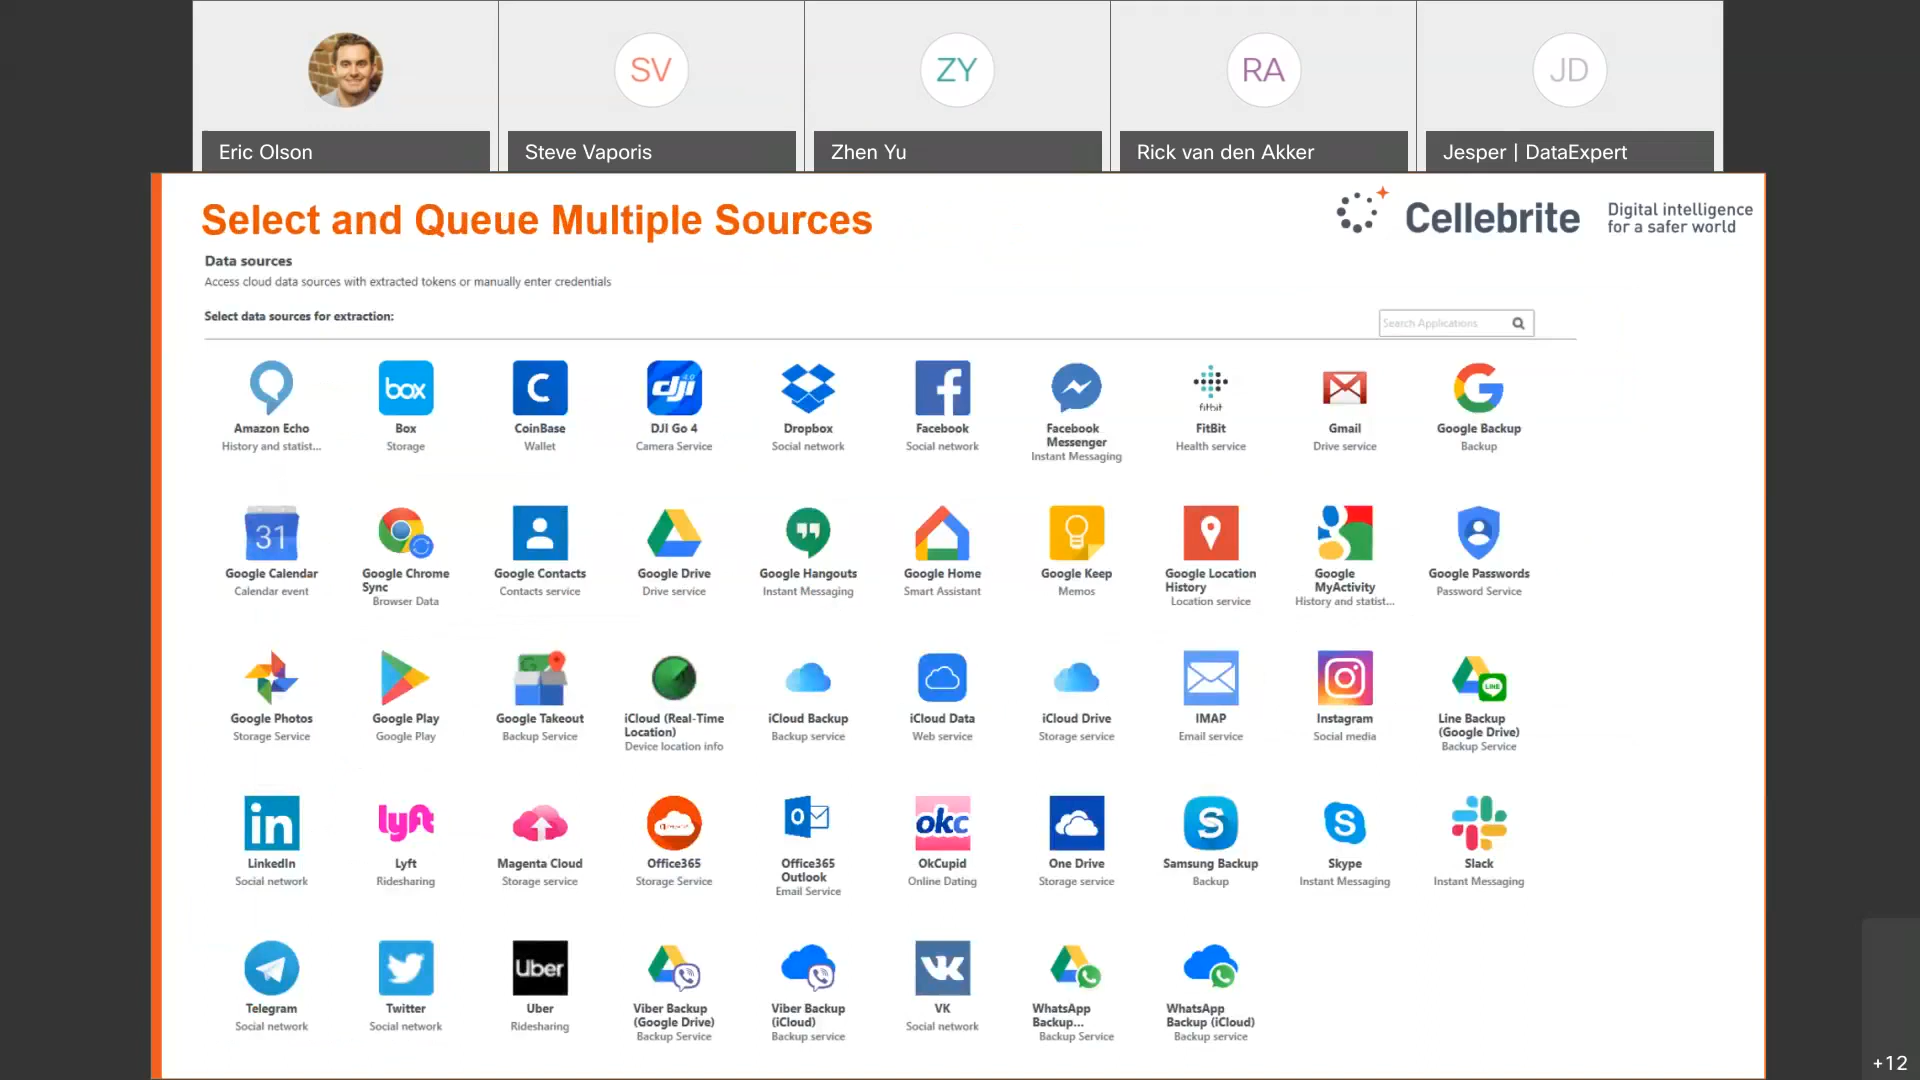 SV
ZY
RA
JD
Eric Olson
Steve Vaporis
Zhen Yu
Rick van den Akker
Jesper | DataExpert
Select and Queue Multiple Sources
Cellebrite
Digital intelligence
for a safer world
Data sources
Access cloud data sources with extracted tokens or manually enter credentials
Select data sources for extraction:
Search Applications
box
C
dji
fitbit
G
Amazon Echo
History and statist...
Box
Storage
CoinBase
Wallet
DJI Go 4
Camera Service
Dropbox
Social network
Facebook
Social network
Facebook
Messenger
Instant Messaging
FitBit
Health service
Gmail
Drive service
Google Backup
Backup
31
Google Calendar
Calendar event
Google Chrome
Sync
Browser Data
Google Contacts
Contacts service
Google Drive
Drive service
Google Hangouts
Instant Messaging
Google Home
Smart Assistant
Google Keep
Memos
Google Location
History
Location service
Google
MyActivity
History and statist...
Google Passwords
Password Service
G
LINE
Google Photos
Storage Service
Google Play
Google Play
Google Takeout
Backup Service
iCloud (Real-Time
Location)
Device location info
iCloud Backup
Backup service
iCloud Data
Web service
iCloud Drive
Storage service
IMAP
Email service
Instagram
Social media
Line Backup
(Google Drive)
Backup Service
in
lyft
O
okc
S
S
LinkedIn
Social network
Lyft
Ridesharing
Magenta Cloud
Storage service
Office365
Storage Service
Office365
Outlook
Email Service
OkCupid
Online Dating
One Drive
Storage service
Samsung Backup
Backup
Skype
Instant Messaging
Slack
Instant Messaging
Uber
Telegram
Social network
Twitter
Social network
Uber
Ridesharing
Viber Backup
(Google Drive)
Backup Service
Viber Backup
(iCloud)
Backup service
VK
Social network
WhatsApp
Backup...
Backup Service
WhatsApp
Backup (iCloud)
Backup service
+12